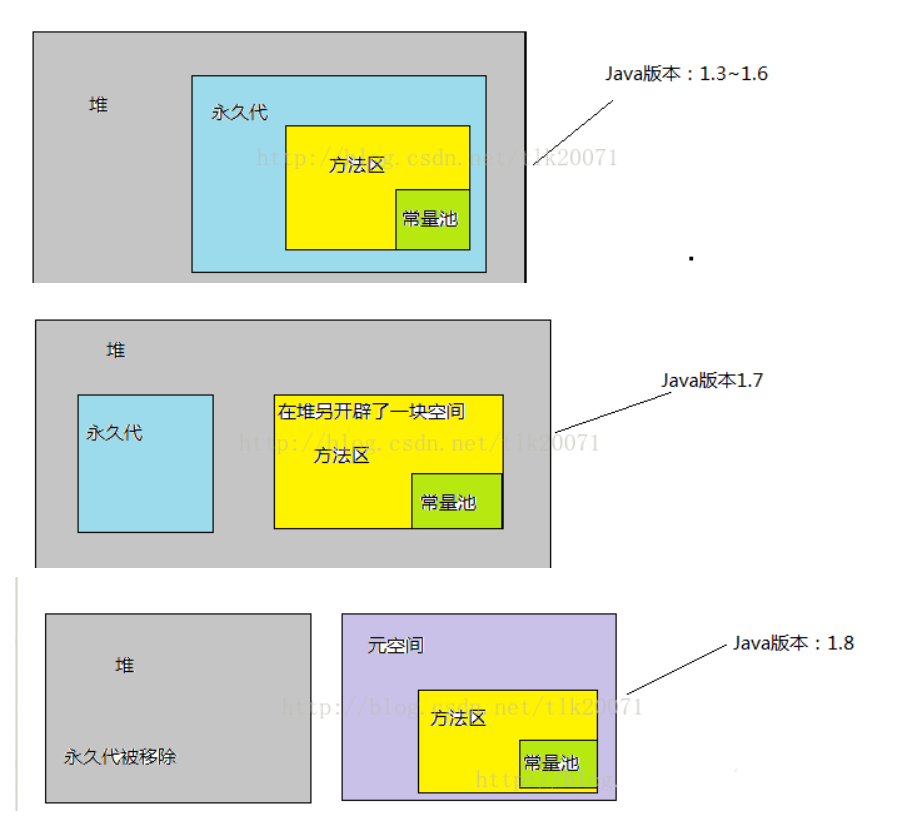 Java版本：1.3~1.6
堆
永久代
http://blog.csdn.net/tlk20071
方法区
常量池
堆
Java版本1.7
在堆另开辟了一块空间
永久代
http://blog.csdn.net/tlk20071
方法区
常量池
元空间
Java版本：1.8
堆
http://blog.csdn.net/tlk20071
方法区
永久代被移除
常量池
http://blog.